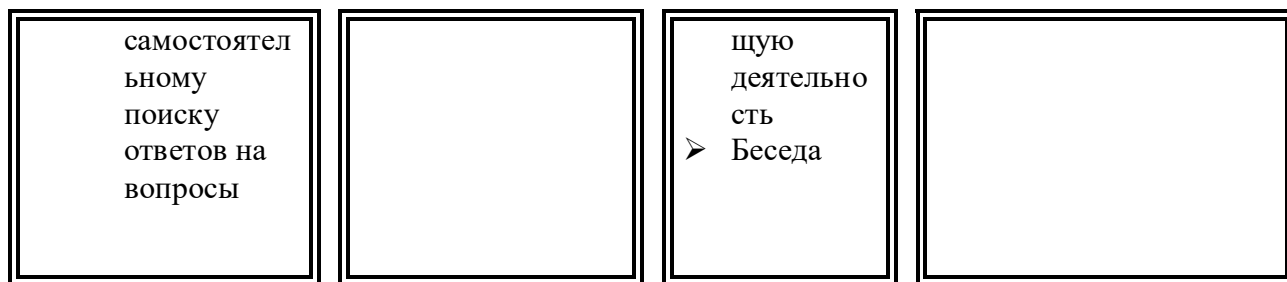 самостоятел
ьному
поиску
ответов на
вопросы
щую
деятельно
сть
➢ Беседа